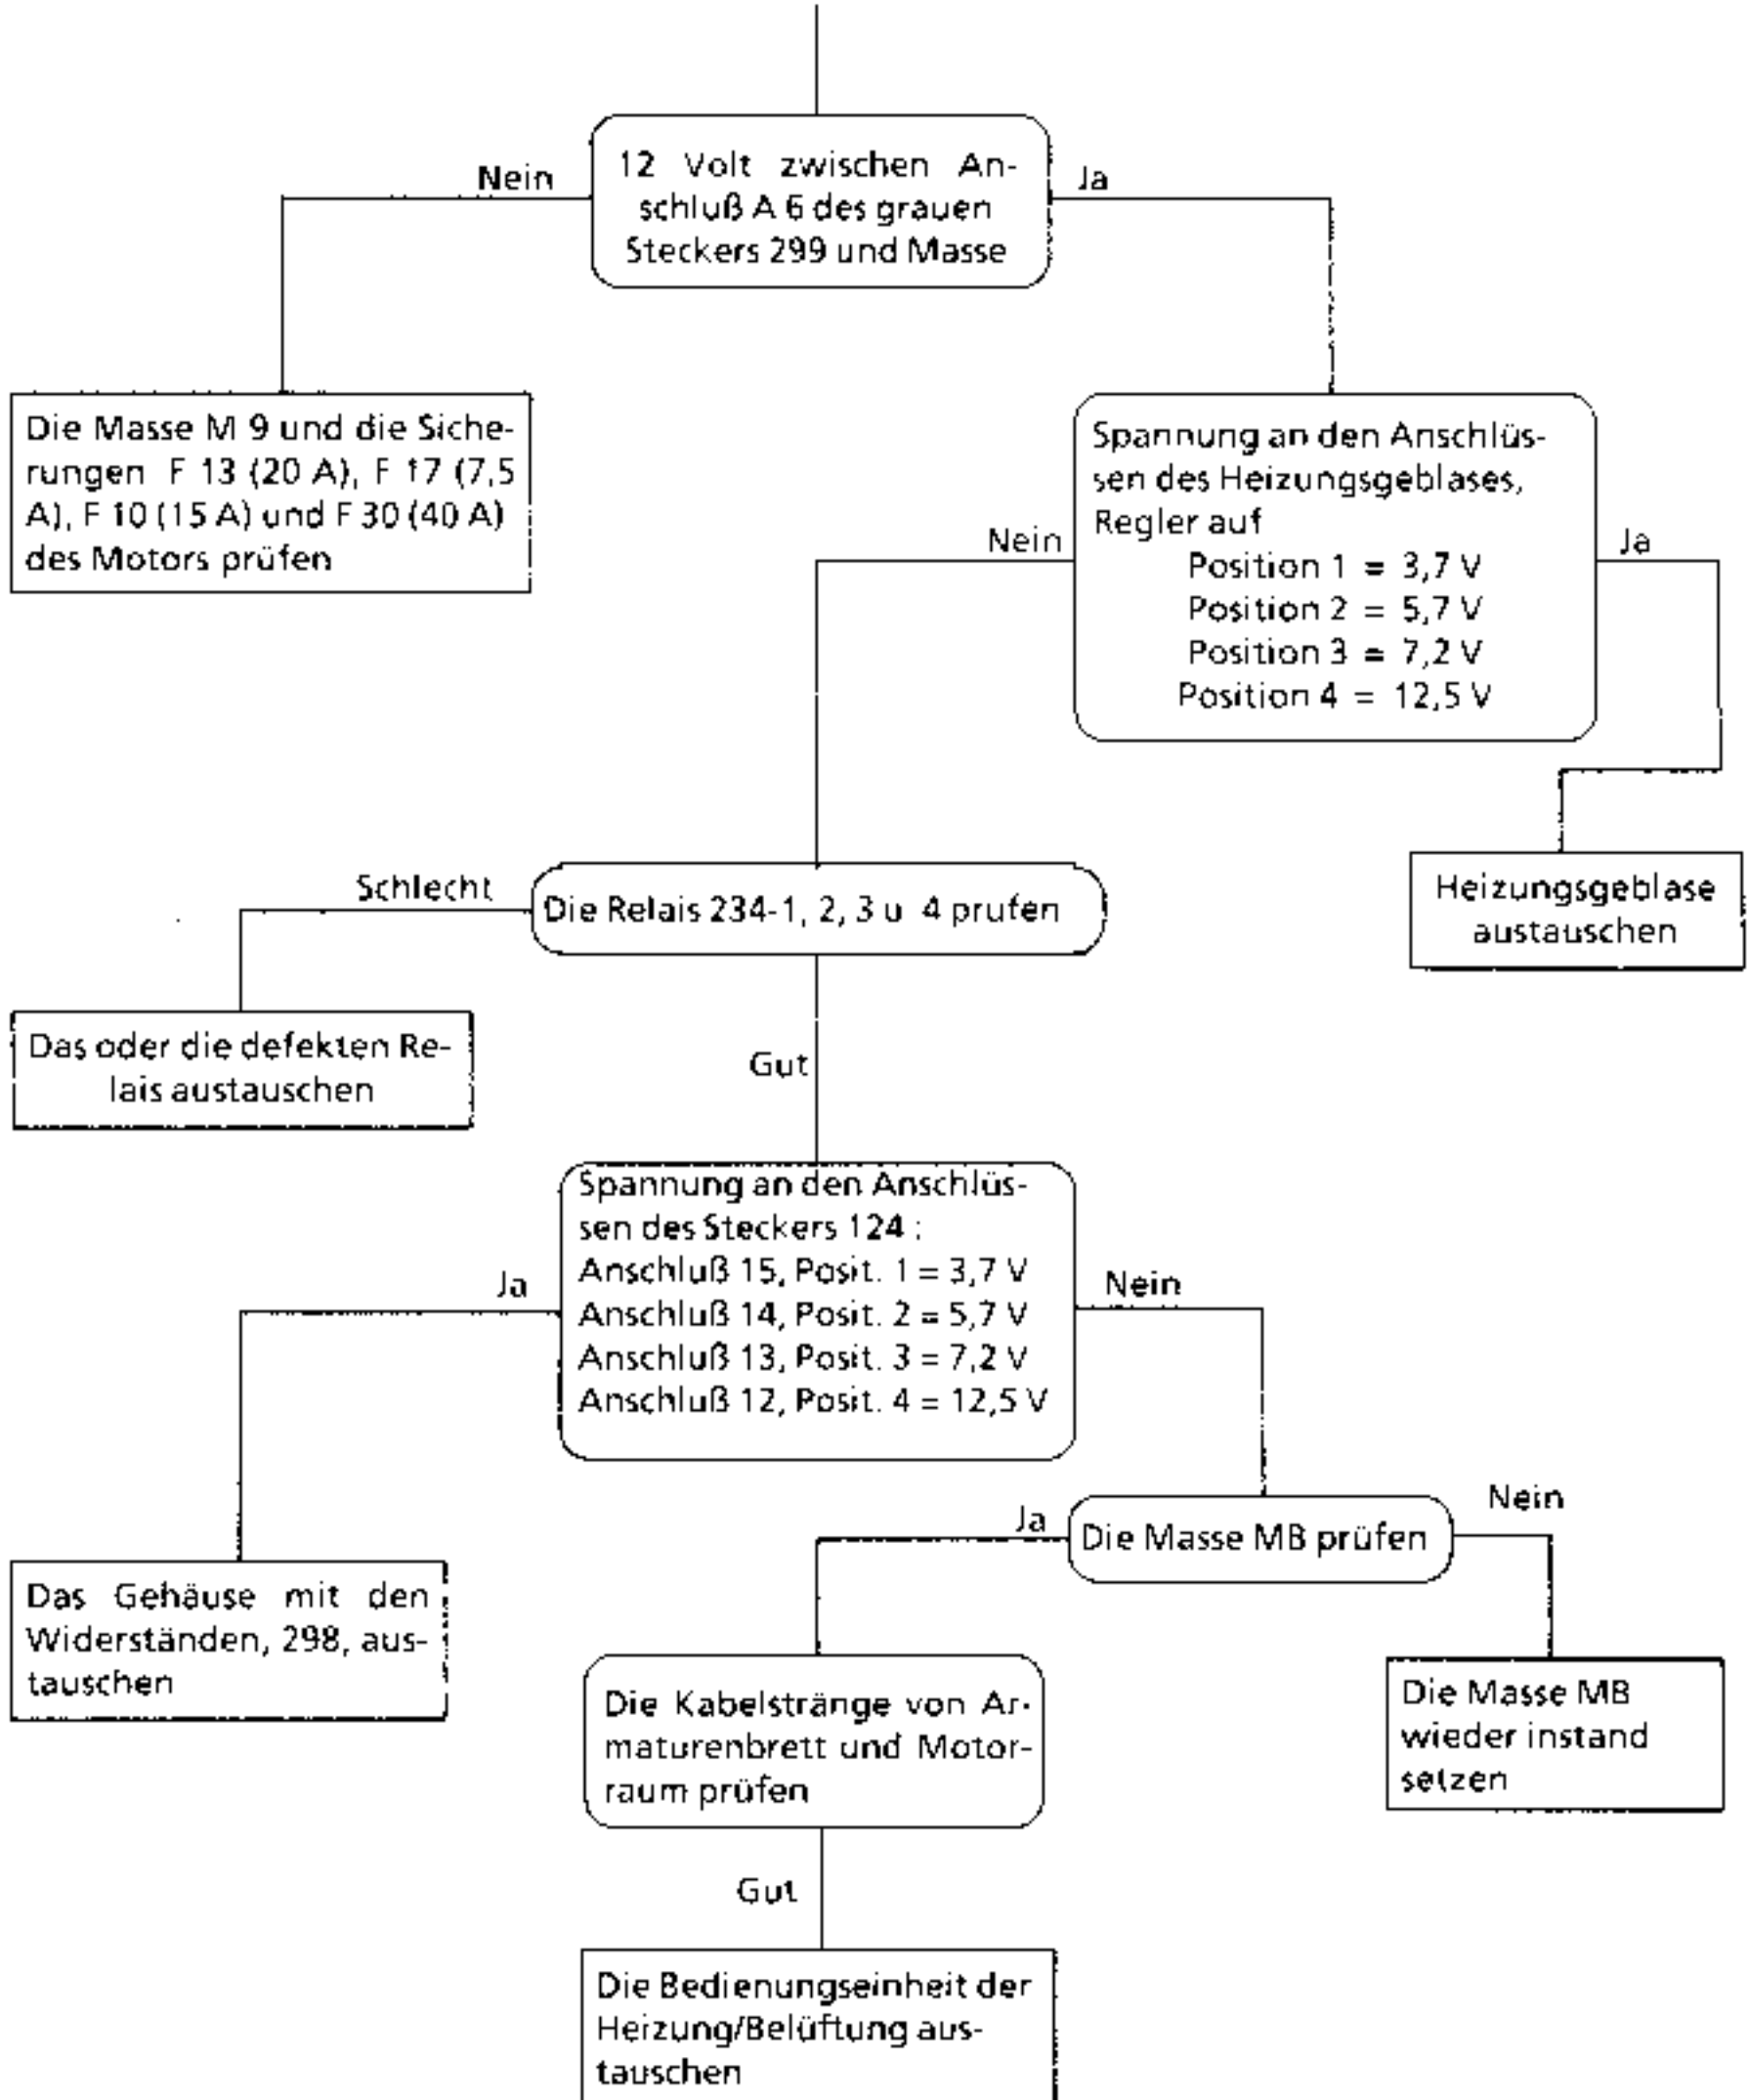 Nein
12 Volt zwischen An-
schluß A 6 des grauen
Steckers 299 und Masse
Ja
Die Masse M 9 und die Siche-
rungen F 13 (20 A), F 17 (7,5
A), F 10 (15 A) und F 30 (40 A)
des Motors prüfen
Spannung an den Anschlüs-
sen des Heizungsgeblases,
Regler auf
Position 1 = 3,7 V
Position 2 = 5,7 V
Position 3 = 7,2 V
Position 4 = 12,5 V
Nein
Ja
Heizungsgeblase
austauschen
Schlecht
Die Relais 234-1, 2, 3 u 4 prufen
Das oder die defekten Re-
lais austauschen
Gut
Spannung an den Anschlüs-
sen des Steckers 124 :
Anschluß 15, Posit. 1 = 3,7 V
Anschluß 14, Posit. 2 = 5,7 V
Anschluß 13, Posit. 3 = 7,2 V
Anschluß 12, Posit. 4 = 12,5 V
Ja
Nein
Das Gehäuse mit den
Widerständen, 298, aus-
tauschen
Ja
Die Masse MB prüfen
Nein
Die Kabelstränge von Ar-
maturenbrett und Motor-
raum prüfen
Die Masse MB
wieder instand
setzen
Gut
Die Bedienungseinheit der
Heizung/Belüftung aus-
tauschen